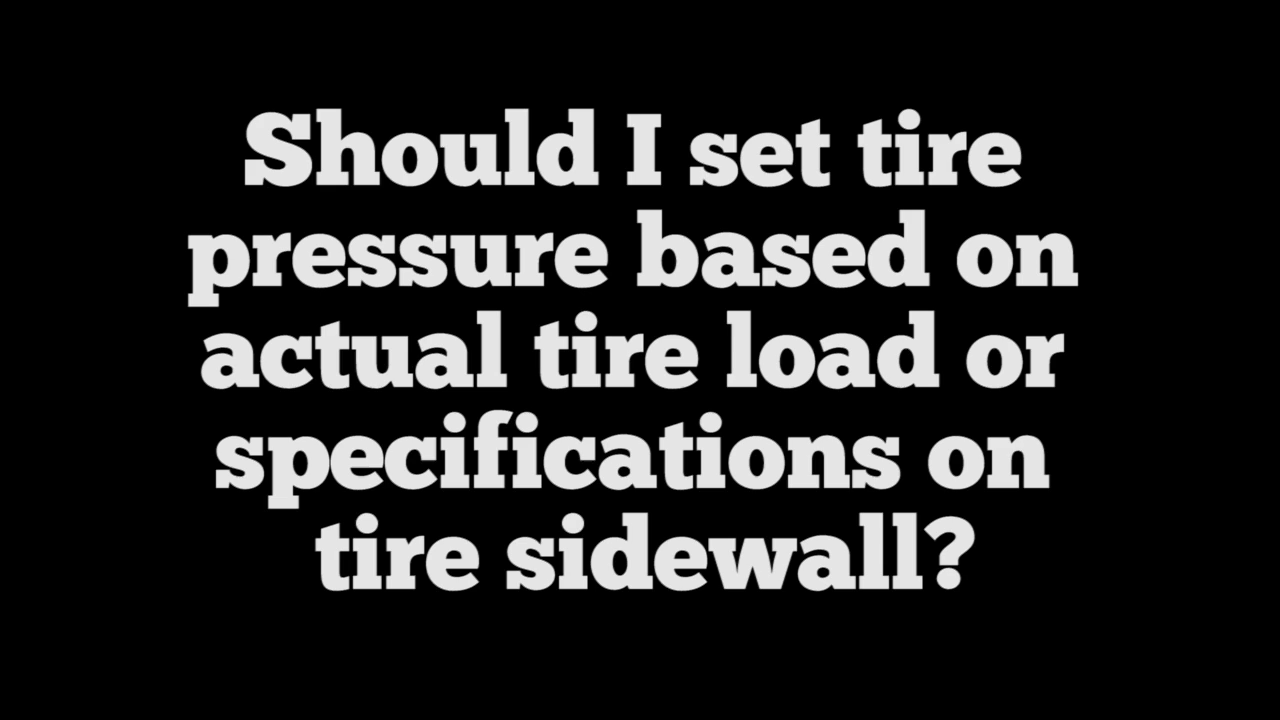 Should I set tire
pressure based on
actual tire load or
specifications on
tire sidewall?